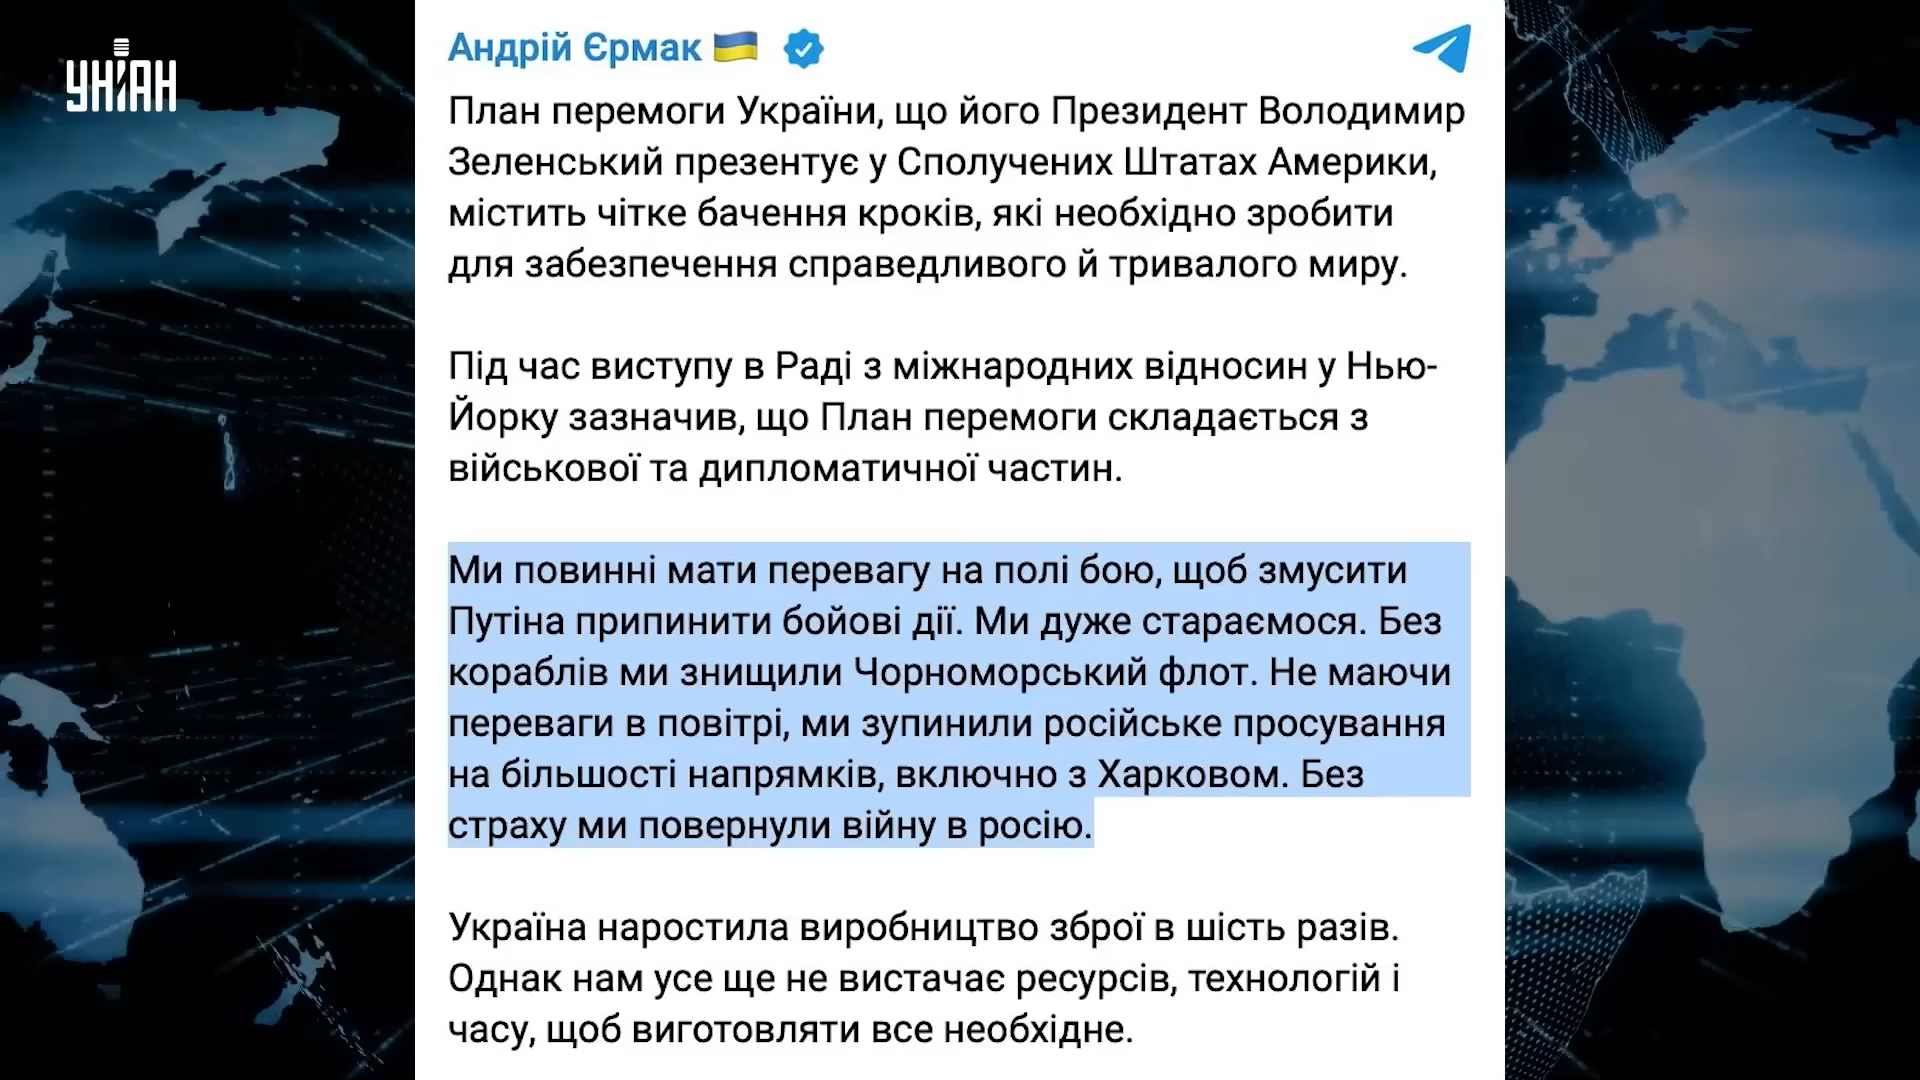 УНІАН
Андрій Єрмак 🇺🇦
План перемоги України, що його Президент Володимир
Зеленський презентує у Сполучених Штатах Америки,
містить чітке бачення кроків, які необхідно зробити
для забезпечення справедливого й тривалого миру.
Під час виступу в Раді з міжнародних відносин у Нью-
Йорку зазначив, що План перемоги складається з
військової та дипломатичної частин.
Ми повинні мати перевагу на полі бою, щоб змусити
Путіна припинити бойові дії. Ми дуже стараємося. Без
кораблів ми знищили Чорноморський флот. Не маючи
переваги в повітрі, ми зупинили російське просування
на більшості напрямків, включно з Харковом. Без
страху ми повернули війну в росію.
Україна наростила виробництво зброї в шість разів.
Однак нам усе ще не вистачає ресурсів, технологій і
часу, щоб виготовляти все необхідне.